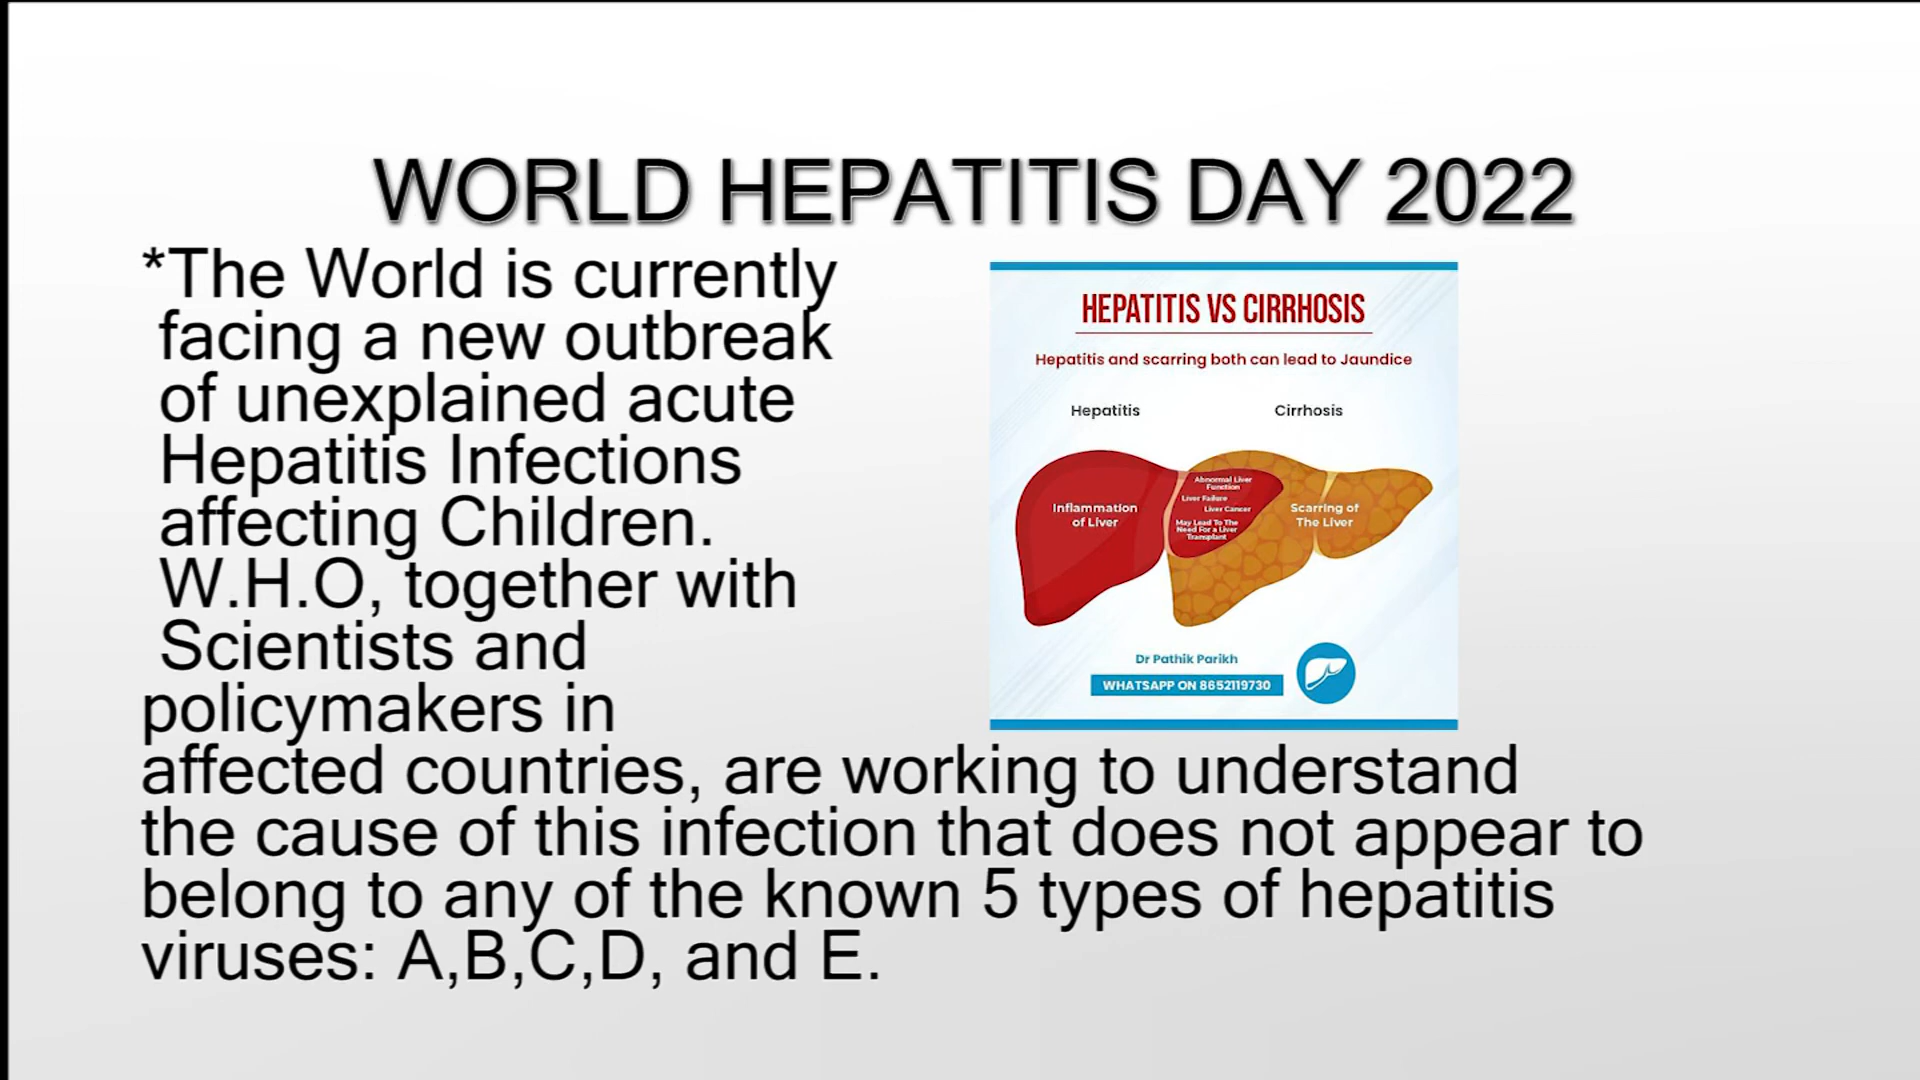 WORLD HEPATITIS DAY 2022
*The World is currently
facing a new outbreak
of unexplained acute
Hepatitis Infections
affecting Children.
W.H.O, together with
Scientists and
policymakers in
affected countries, are working to understand
the cause of this infection that does not appear to
belong to any of the known 5 types of hepatitis
viruses: A,B,C,D, and E.
HEPATITIS VS CIRRHOSIS
Hepatitis and scarring both can lead to Jaundice
Hepatitis
Cirrhosis
Inflammation
of Liver
Abnormal Liver
Function
Liver Failure
Liver Cancer
May Lead To The
Need For a Liver
Transplant
Scarring of
The Liver
Dr Pathik Parikh
WHATSAPP ON 8652119730